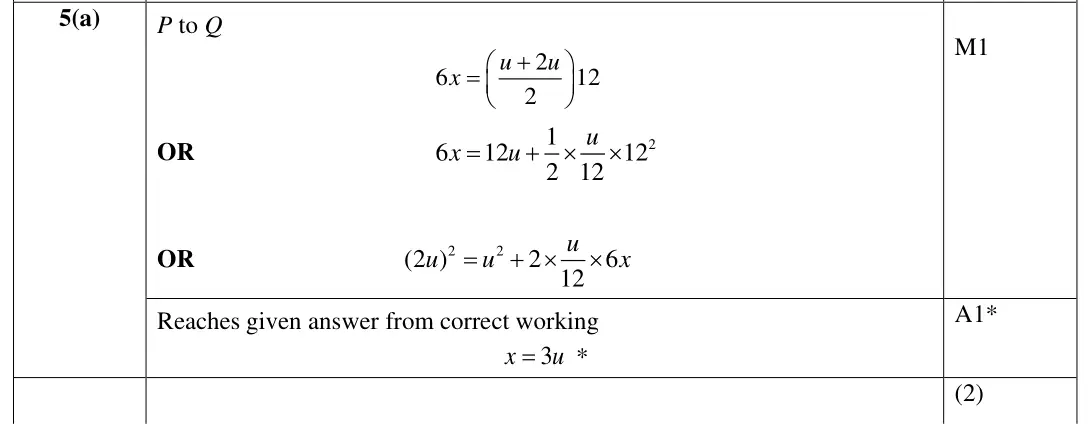 5(a)
P to Q
M1
6x = ((u + 2u)/2)12
OR 6x = 12u + 1/2 × u/12 × 12²
OR (2u)² = u² + 2 × u/12 × 6x
Reaches given answer from correct working
A1*
x = 3u *
(2)